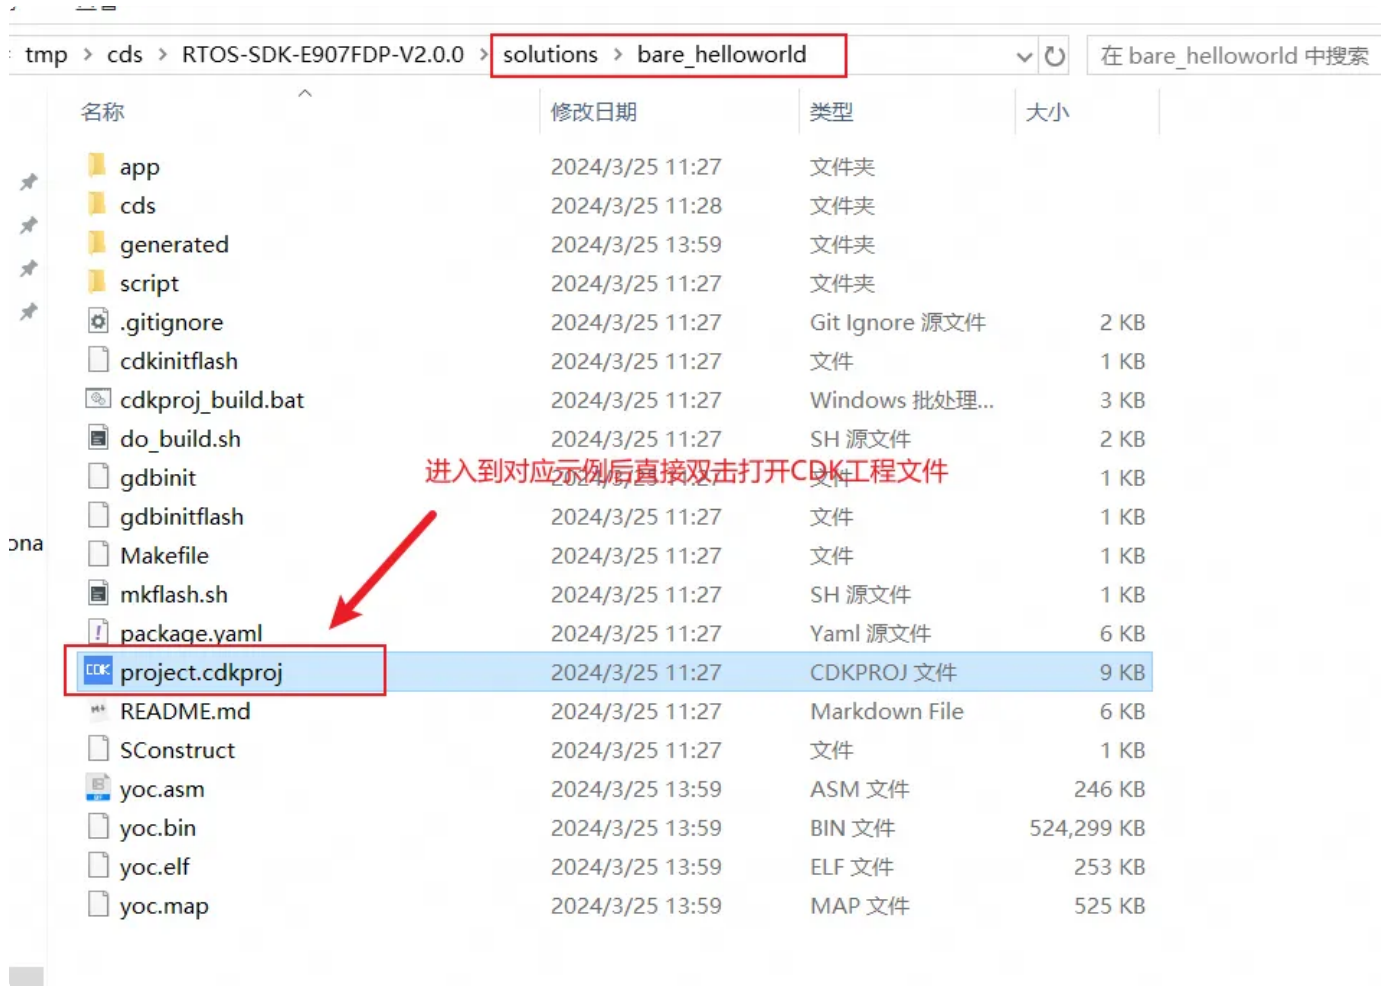 tmp > cds > RTOS-SDK-E907FDP-V2.0.0 > solutions > bare_helloworld 在 bare_helloworld 中搜索
名称 修改日期 类型 大小
app 2024/3/25 11:27 文件夹
cds 2024/3/25 11:28 文件夹
generated 2024/3/25 13:59 文件夹
script 2024/3/25 11:27 文件夹
.gitignore 2024/3/25 11:27 Git Ignore 源文件 2 KB
cdkinitflash 2024/3/25 11:27 文件 1 KB
cdkproj_build.bat 2024/3/25 11:27 Windows 批处理... 3 KB
do_build.sh 2024/3/25 11:27 SH 源文件 2 KB
进入到对应示例后直接双击打开CDK工程文件
gdbinit 2024/3/25 11:27 文件 1 KB
gdbinitflash 2024/3/25 11:27 文件 1 KB
ona
Makefile 2024/3/25 11:27 文件 1 KB
mkflash.sh 2024/3/25 11:27 SH 源文件 1 KB
package.yaml 2024/3/25 11:27 Yaml 源文件 6 KB
CDK project.cdkproj 2024/3/25 11:27 CDKPROJ 文件 9 KB
README.md 2024/3/25 11:27 Markdown File 6 KB
SConstruct 2024/3/25 11:27 文件 1 KB
yoc.asm 2024/3/25 13:59 ASM 文件 246 KB
yoc.bin 2024/3/25 13:59 BIN 文件 524,299 KB
yoc.elf 2024/3/25 13:59 ELF 文件 253 KB
yoc.map 2024/3/25 13:59 MAP 文件 525 KB